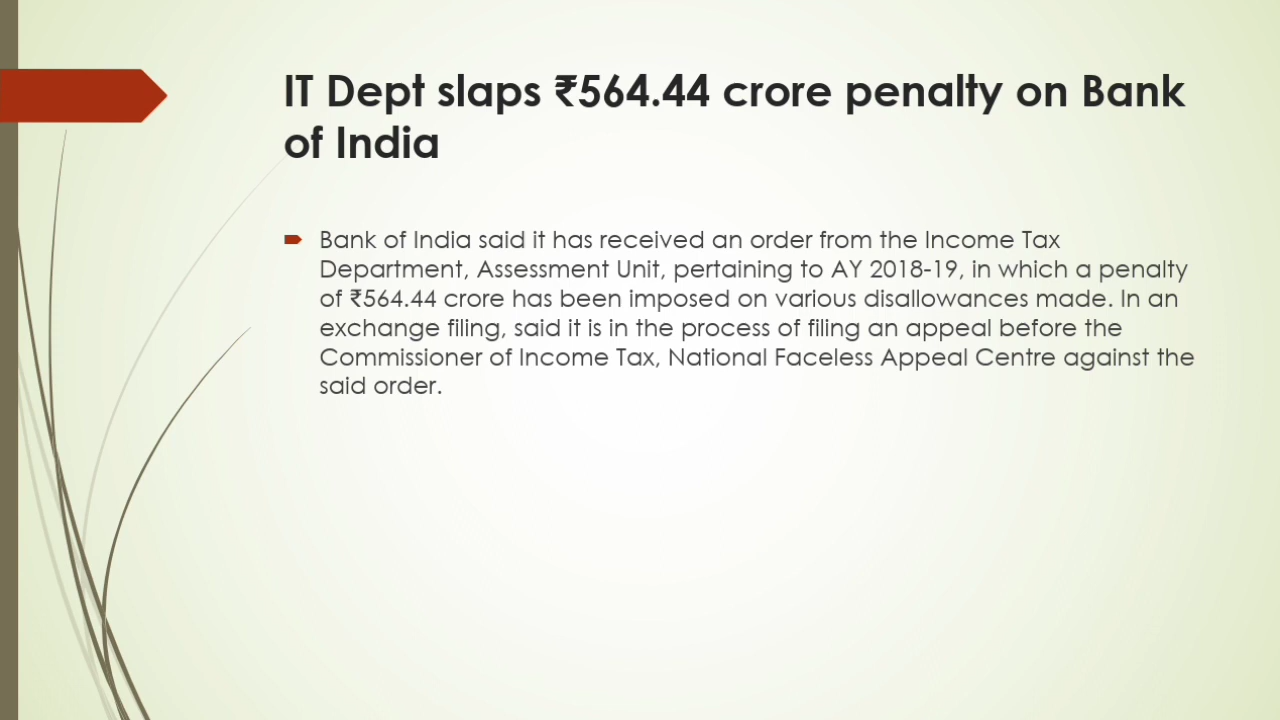 IT Dept slaps ₹564.44 crore penalty on Bank
of India
Bank of India said it has received an order from the Income Tax
Department, Assessment Unit, pertaining to AY 2018-19, in which a penalty
of ₹564.44 crore has been imposed on various disallowances made. In an
exchange filing, said it is in the process of filing an appeal before the
Commissioner of Income Tax, National Faceless Appeal Centre against the
said order.